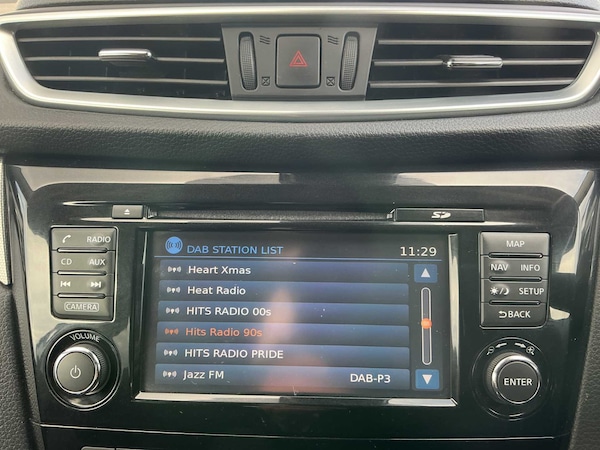 RADIO
CD AUX
CAMERA
VOLUME
SD
DAB STATION LIST 11:29
Heart Xmas
Heat Radio
HITS RADIO 00s
Hits Radio 90s
HITS RADIO PRIDE
Jazz FM DAB-P3
MAP
NAV INFO
SETUP
BACK
ENTER